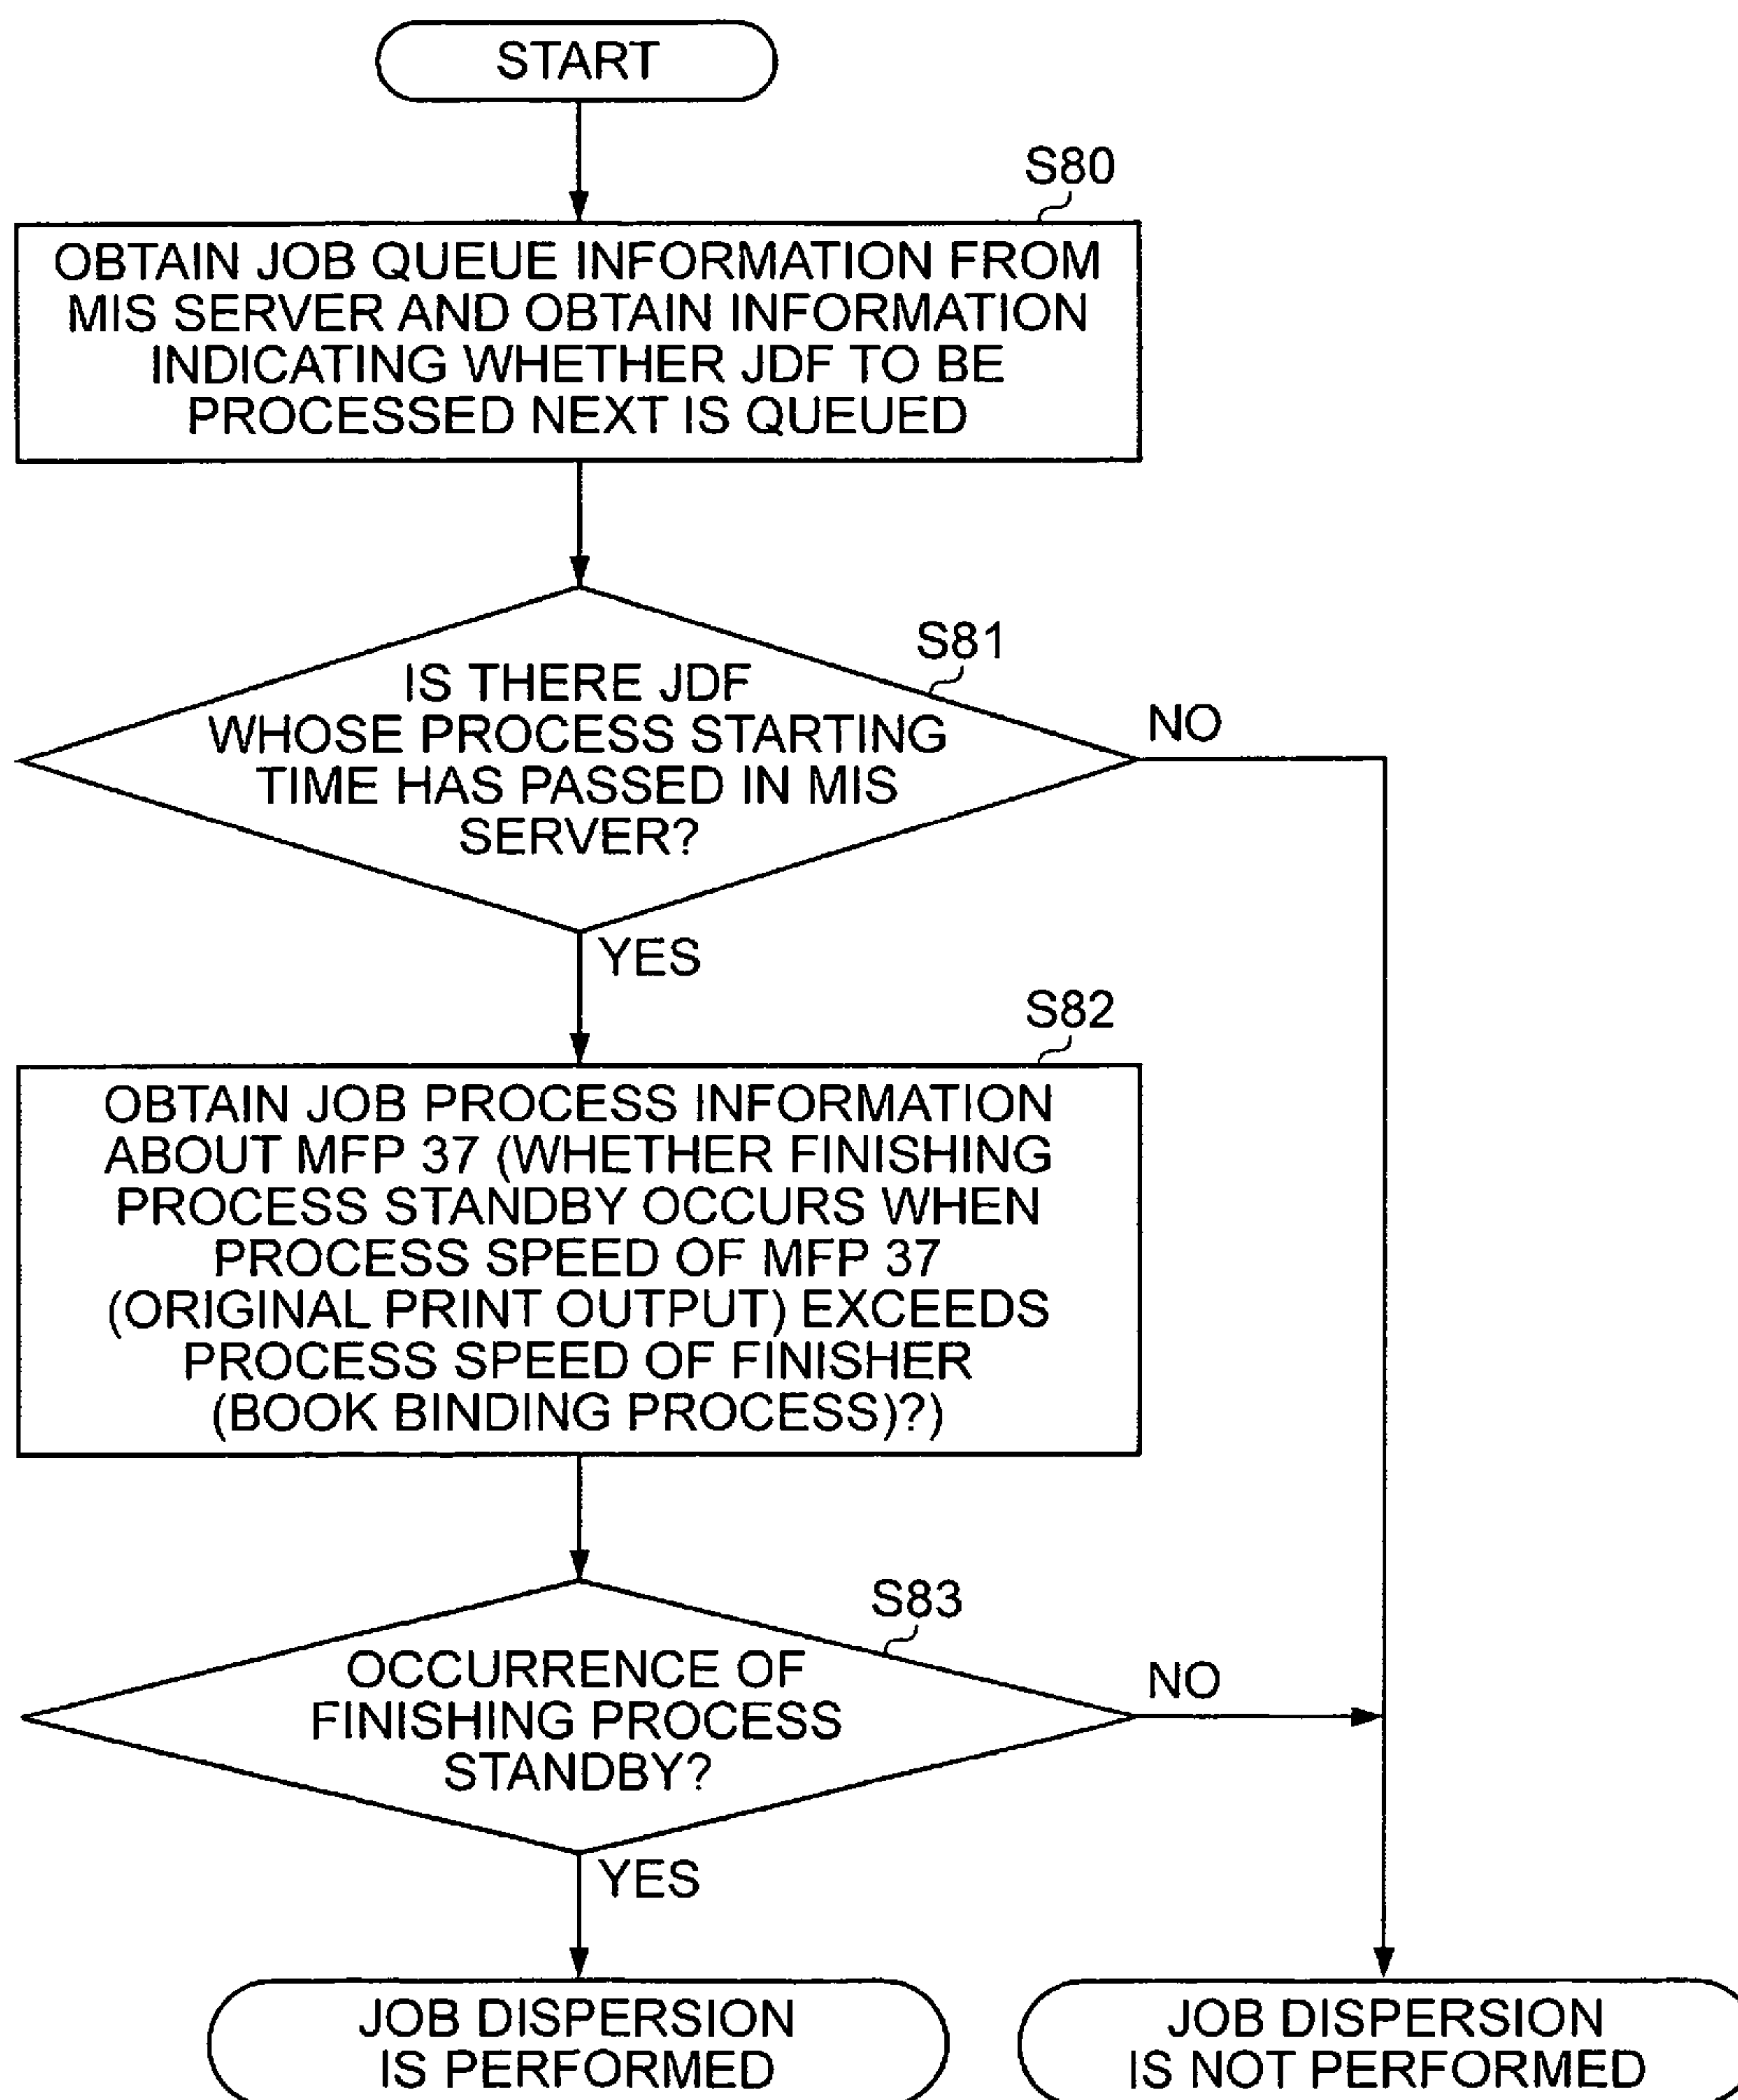 START
S80
OBTAIN JOB QUEUE INFORMATION FROM
MIS SERVER AND OBTAIN INFORMATION
INDICATING WHETHER JDF TO BE
PROCESSED NEXT IS QUEUED
S81
IS THERE JDF
WHOSE PROCESS STARTING
TIME HAS PASSED IN MIS
SERVER?
NO
YES
S82
OBTAIN JOB PROCESS INFORMATION
ABOUT MFP 37 (WHETHER FINISHING
PROCESS STANDBY OCCURS WHEN
PROCESS SPEED OF MFP 37
(ORIGINAL PRINT OUTPUT) EXCEEDS
PROCESS SPEED OF FINISHER
(BOOK BINDING PROCESS)?)
S83
OCCURRENCE OF
FINISHING PROCESS
STANDBY?
NO
YES
JOB DISPERSION
IS PERFORMED
JOB DISPERSION
IS NOT PERFORMED